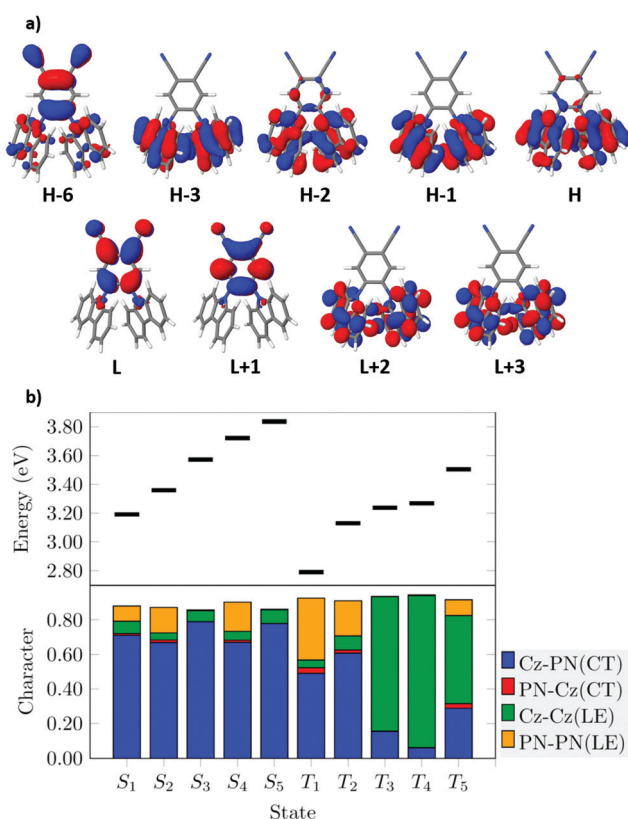 a)
H-6 H-3 H-2 H-1 H
L L+1 L+2 L+3
b)
Energy (eV)
3.80
3.60
3.40
3.20
3.00
2.80
Character
0.80
0.60
0.40
0.20
0.00
Cz-PN(CT)
PN-Cz(CT)
Cz-Cz(LE)
PN-PN(LE)
S₁ S₂ S₃ S₄ S₅ T₁ T₂ T₃ T₄ T₅
State